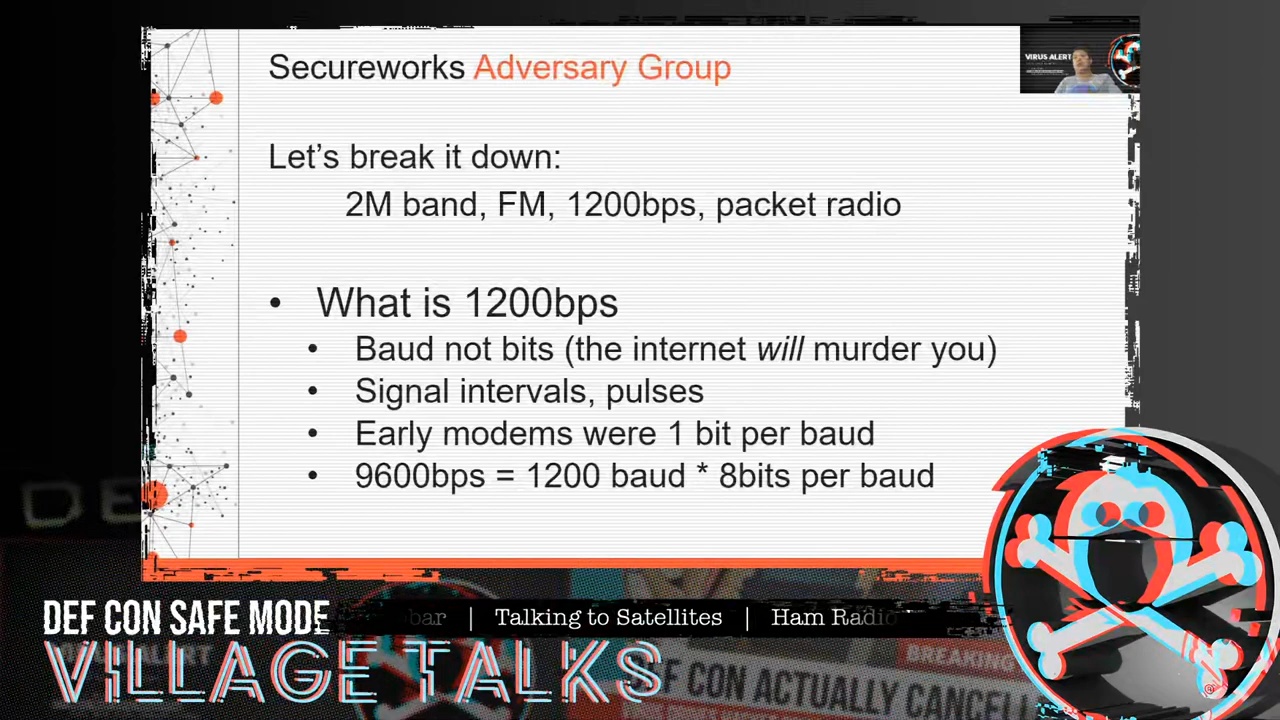 Secureworks Adversary Group
VIRUS ALERT
Let's break it down:
2M band, FM, 1200bps, packet radio
• What is 1200bps
• Baud not bits (the internet will murder you)
• Signal intervals, pulses
• Early modems were 1 bit per baud
• 9600bps = 1200 baud * 8bits per baud
DEF CON SAFE MODE
bar | Talking to Satellites | Ham Radio
VILLAGE TALKS
BREAKING
DEF CON ACTUALLY CANCELL